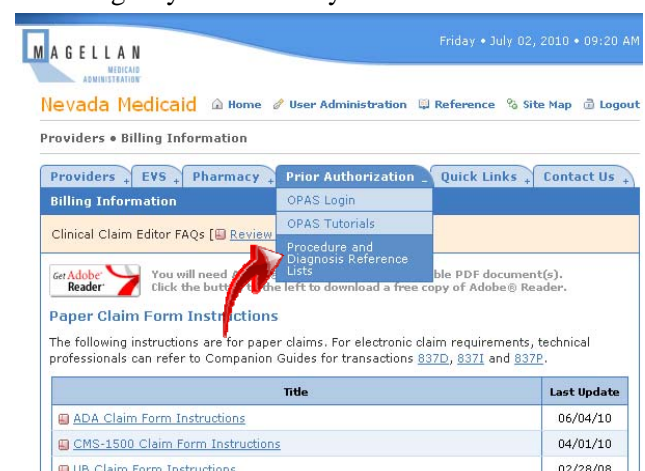 Friday • July 02, 2010 • 09:20 AM
MAGELLAN
MEDICAID
ADMINISTRATION
Nevada Medicaid Home User Administration Reference Site Map Logout
Providers • Billing Information
Providers + EVS + Pharmacy + Prior Authorization - Quick Links + Contact Us +
Billing Information
OPAS Login
OPAS Tutorials
Clinical Claim Editor FAQs [Review
Procedure and
Diagnosis Reference
Lists
Get Adobe
Reader
You will need ble PDF document(s).
Click the but the left to download a free copy of Adobe® Reader.
Paper Claim Form Instructions
The following instructions are for paper claims. For electronic claim requirements, technical
professionals can refer to Companion Guides for transactions 837D, 837I and 837P.
Title Last Update
ADA Claim Form Instructions 06/04/10
CMS-1500 Claim Form Instructions 04/01/10
UB Claim Form Instructions 02/28/08